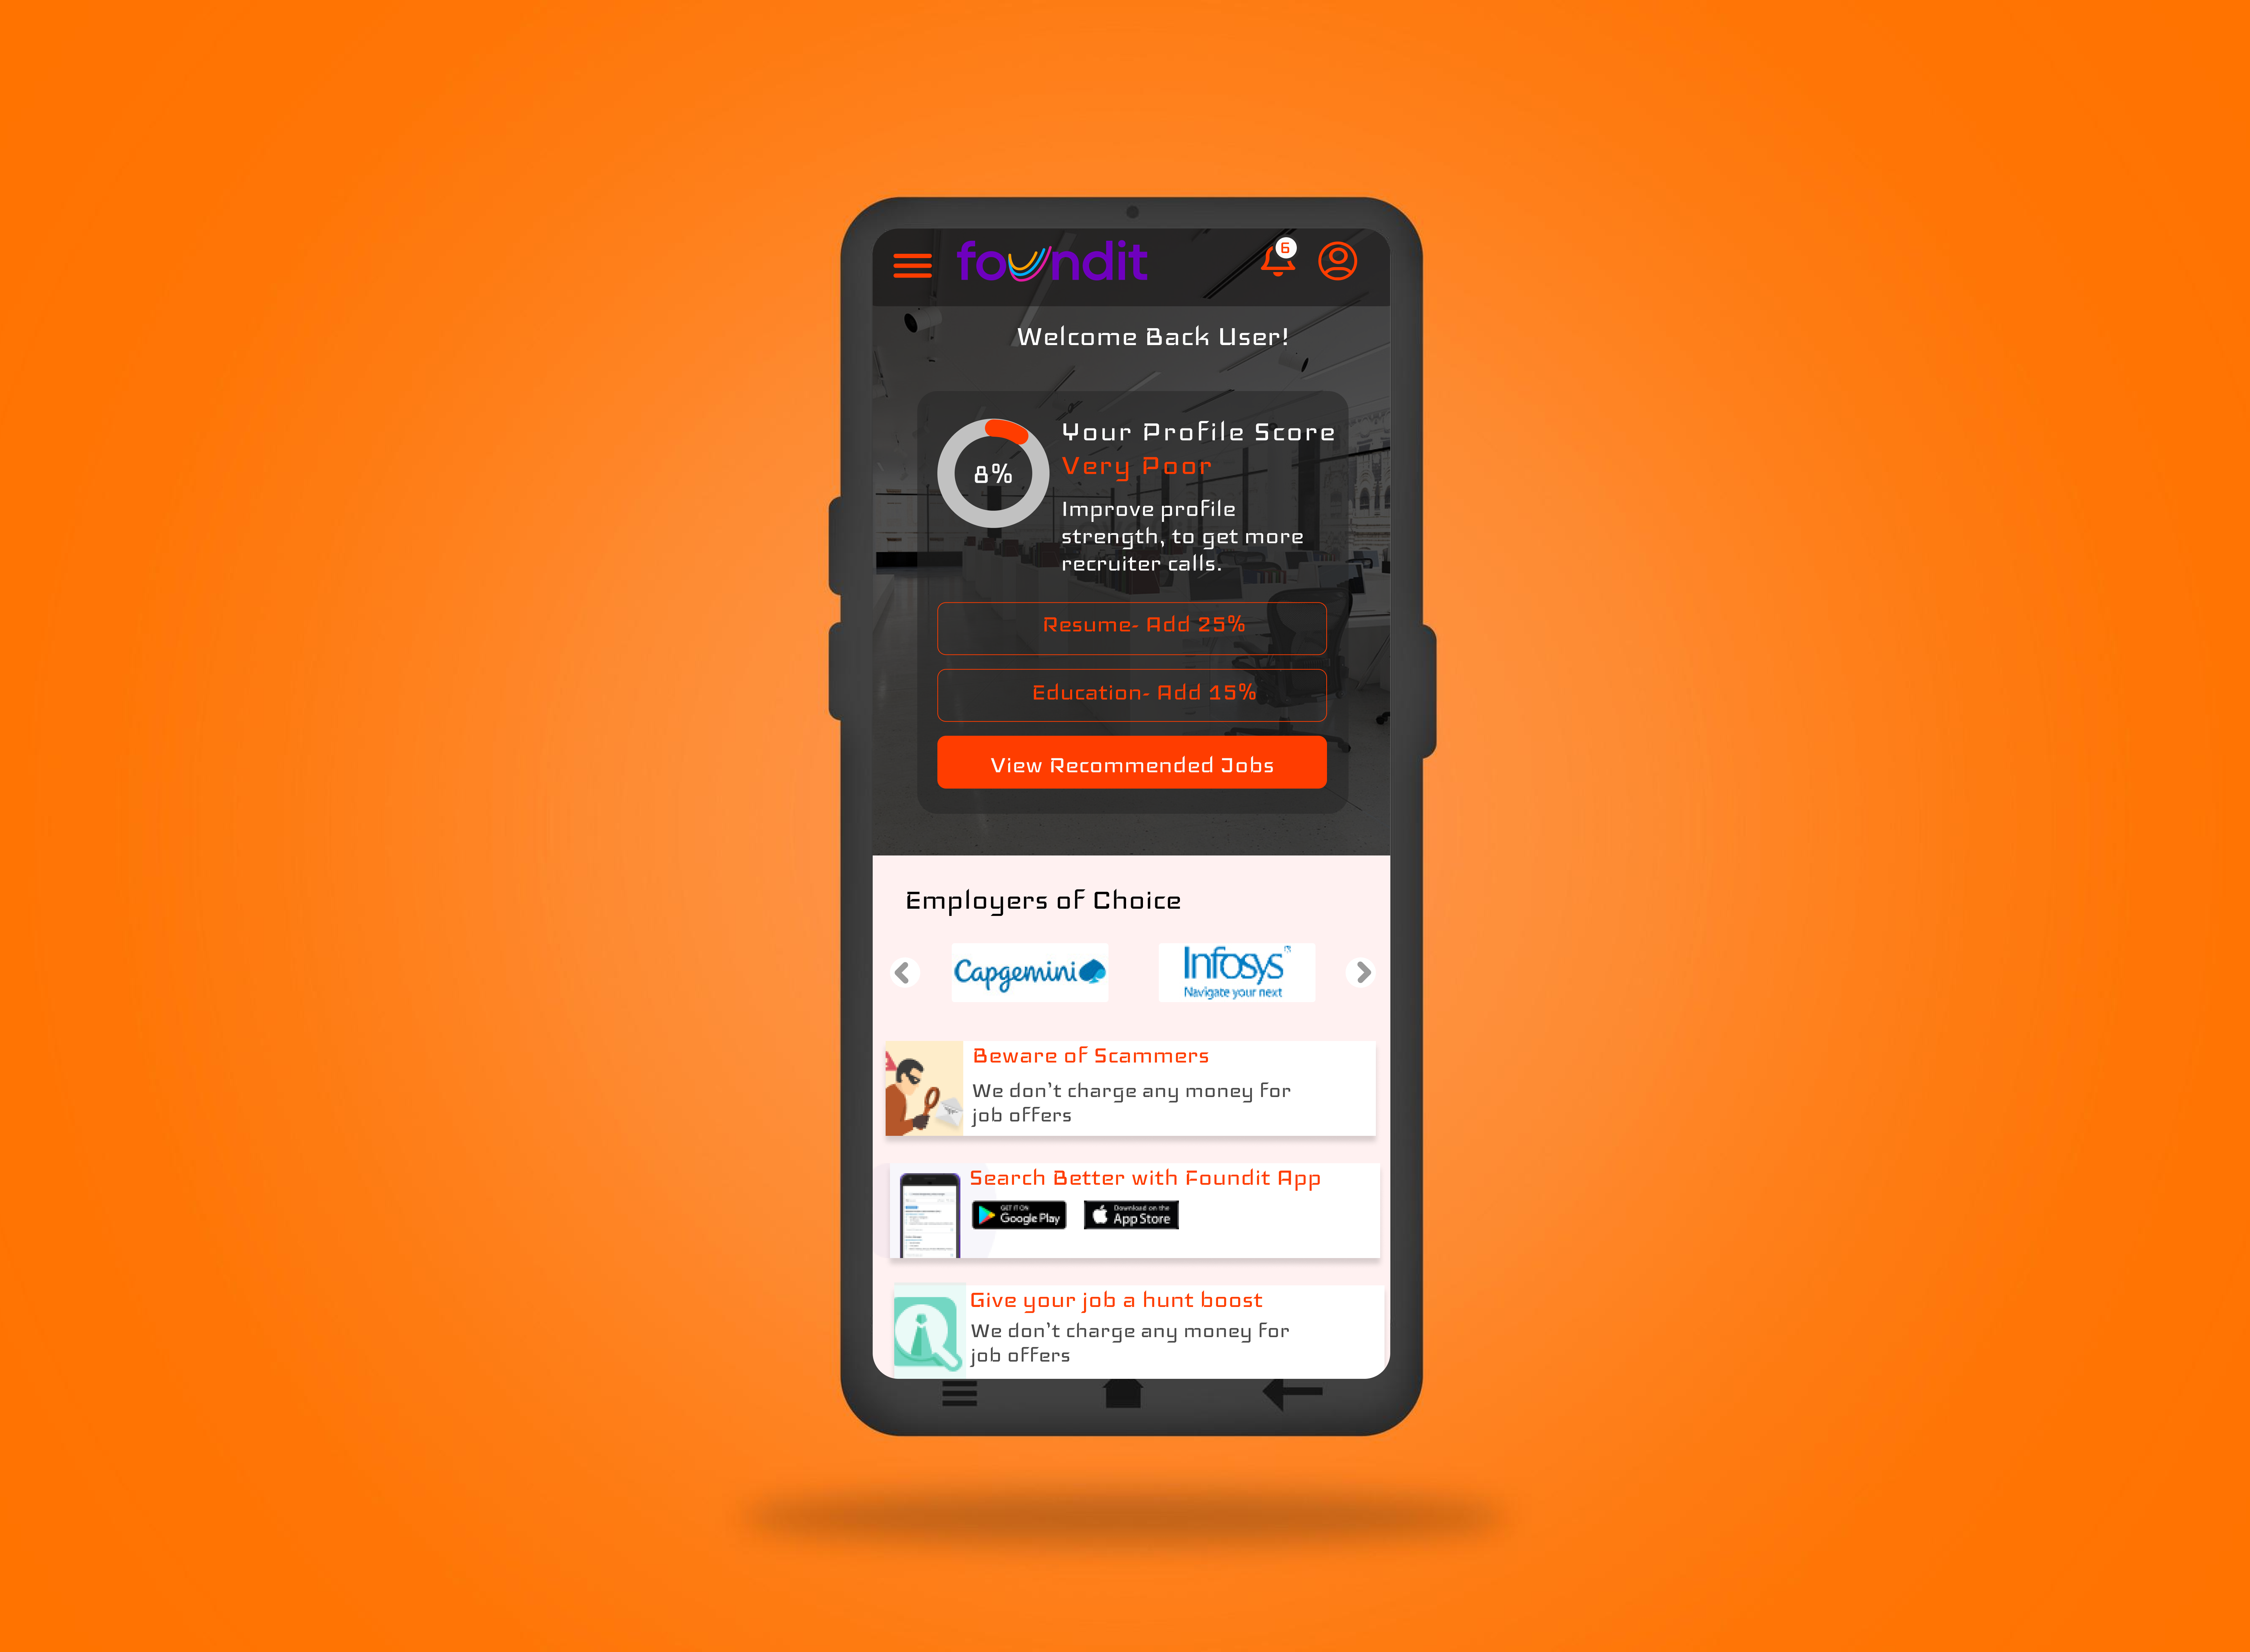 foundit
6
Welcome Back User!
8%
Your Profile Score
Very Poor
Improve profile
strength, to get more
recruiter calls.
Resume- Add 25%
Education- Add 15%
View Recommended Jobs
Employers of Choice
Capgemini
Infosys
Navigate your next
Beware of Scammers
We don't charge any money for
job offers
Search Better with Foundit App
GET IT ON
Google Play
Download on the
App Store
Give your job a hunt boost
We don't charge any money for
job offers